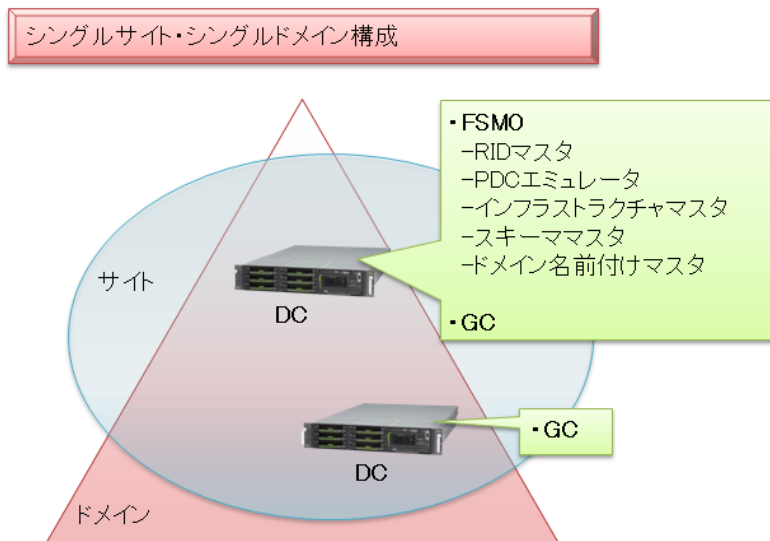 シングルサイト・シングルドメイン構成
・FSMO
－RIDマスタ
－PDCエミュレータ
－インフラストラクチャマスタ
－スキーママスタ
－ドメイン名前付けマスタ
・GC
サイト
DC
・GC
DC
ドメイン